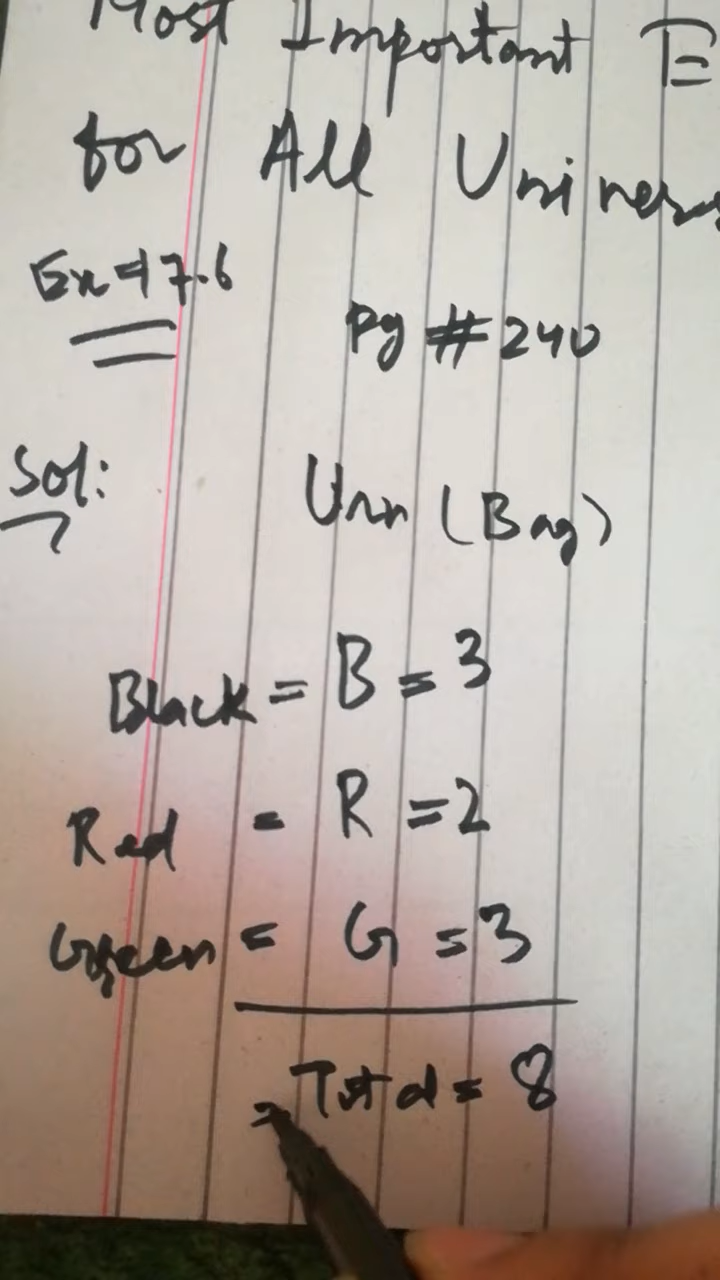 Most Important E
for All Univers
Ex 7.6
Pg # 240
Sol:
Urn (Bag)
Black = B = 3
Red = R = 2
Green = G = 3
Total = 8
=